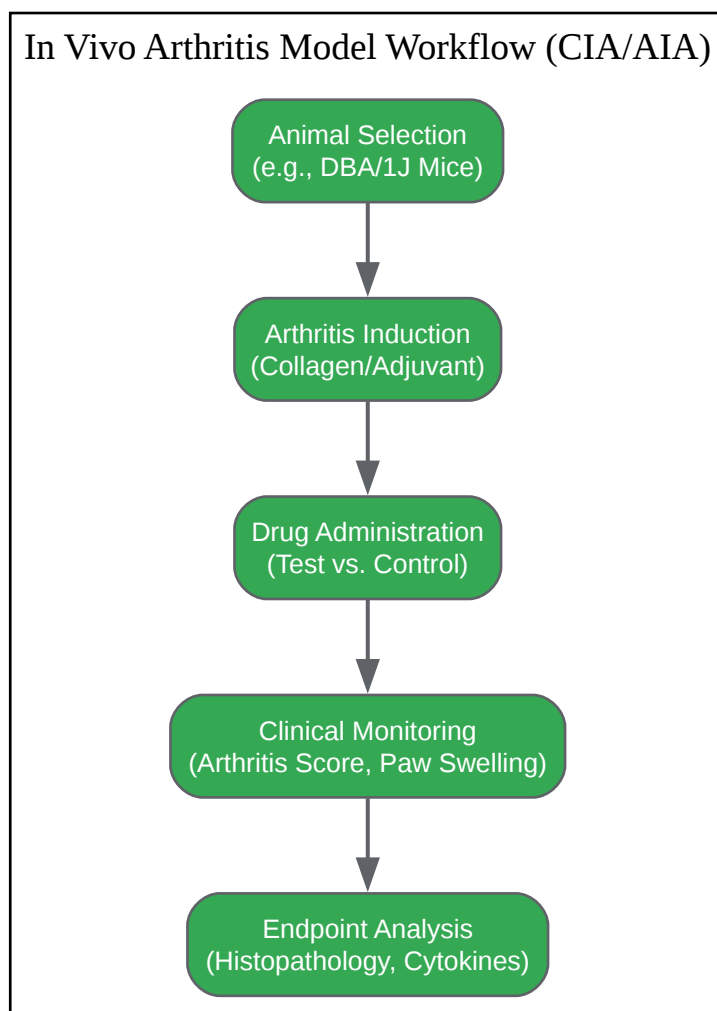 In Vivo Arthritis Model Workflow (CIA/AIA)
Animal Selection
(e.g., DBA/1J Mice)
Arthritis Induction
(Collagen/Adjuvant)
Drug Administration
(Test vs. Control)
Clinical Monitoring
(Arthritis Score, Paw Swelling)
Endpoint Analysis
(Histopathology, Cytokines)